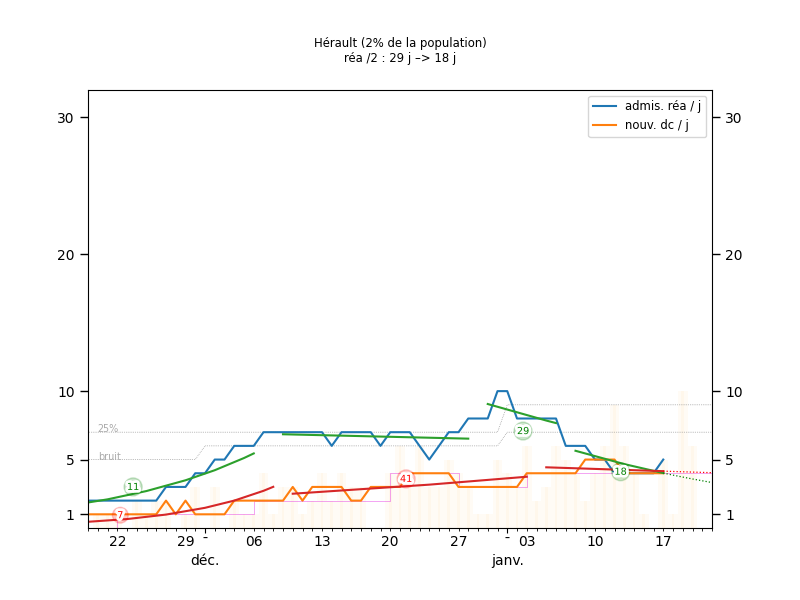 Hérault (2% de la population)
réa /2 : 29 j –> 18 j
admis. réa / j
nouv. dc / j
30 30
20 20
10 10
25%
bruit
5 5
1 1
11
7
41
29
18
22 29 - 06 13 20 27 - 03 10 17
déc. janv.